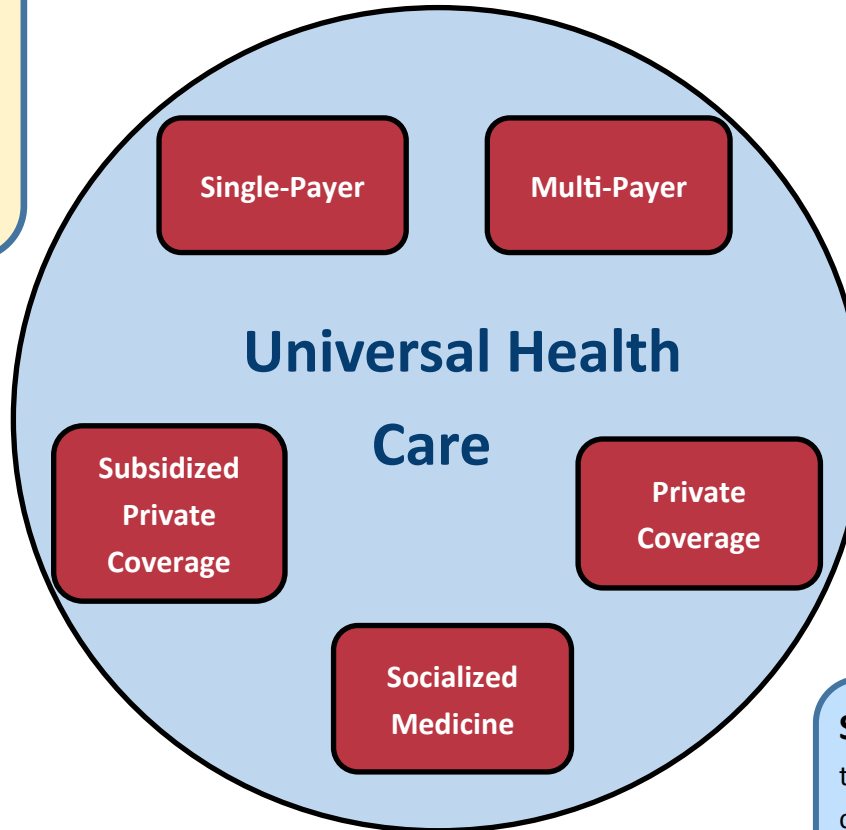 Single-Payer
Multi-Payer
Universal Health
Care
Subsidized
Private
Coverage
Private
Coverage
Socialized
Medicine